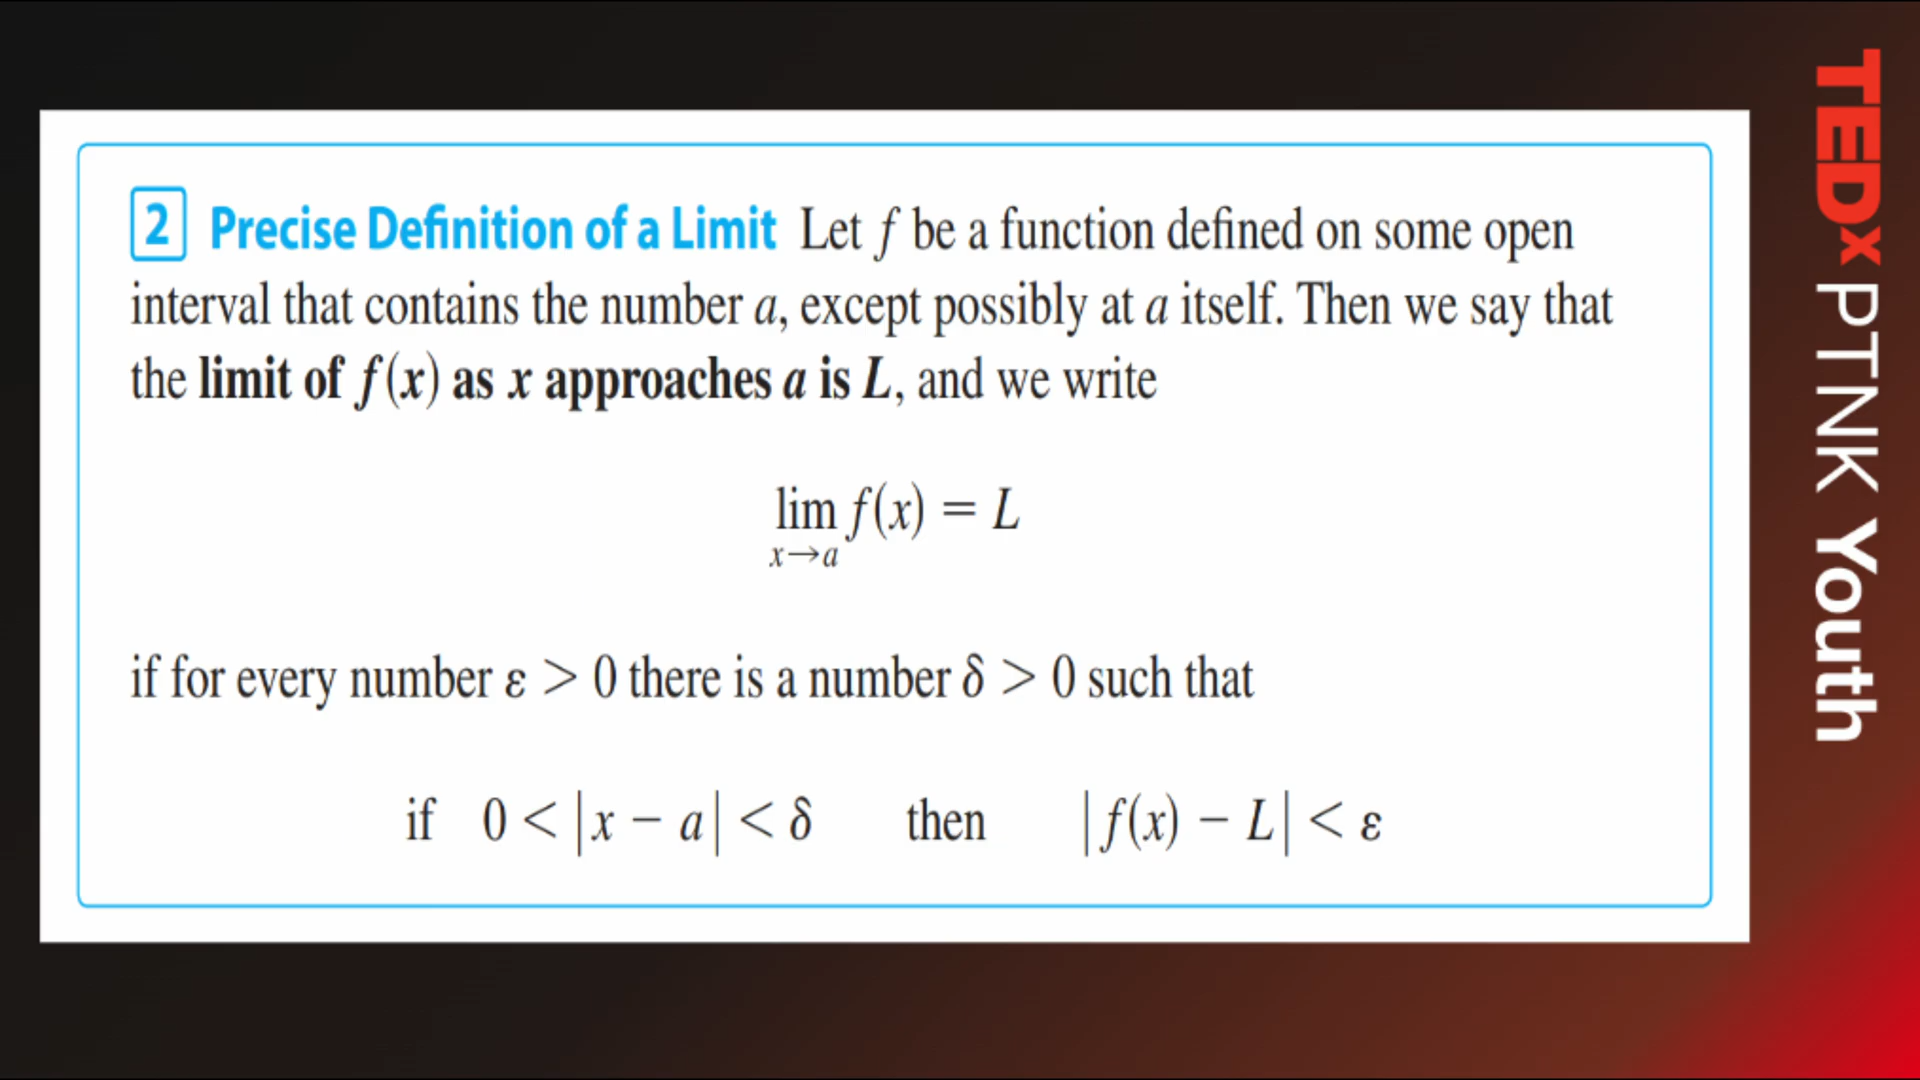 2 Precise Definition of a Limit Let f be a function defined on some open
interval that contains the number a, except possibly at a itself. Then we say that
the limit of f(x) as x approaches a is L, and we write
lim f(x) = L
x→a
if for every number ε > 0 there is a number δ > 0 such that
if 0 < |x − a| < δ then |f(x) − L| < ε
TEDx PTNK Youth